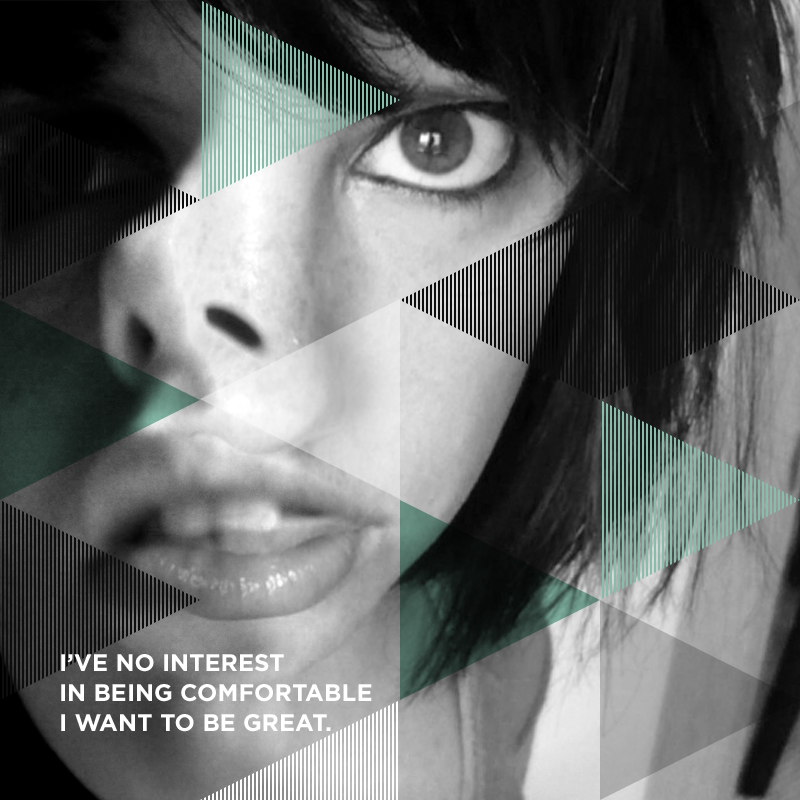 I’VE NO INTEREST
IN BEING COMFORTABLE
I WANT TO BE GREAT.